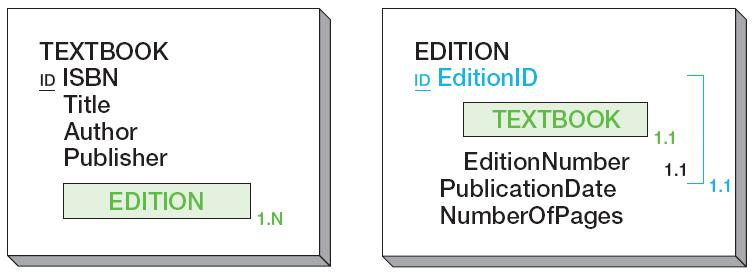 TEXTBOOK
ID ISBN
Title
Author
Publisher
EDITION
1.N
EDITION
ID EditionID
TEXTBOOK
1.1
EditionNumber 1.1
PublicationDate 1.1
NumberOfPages